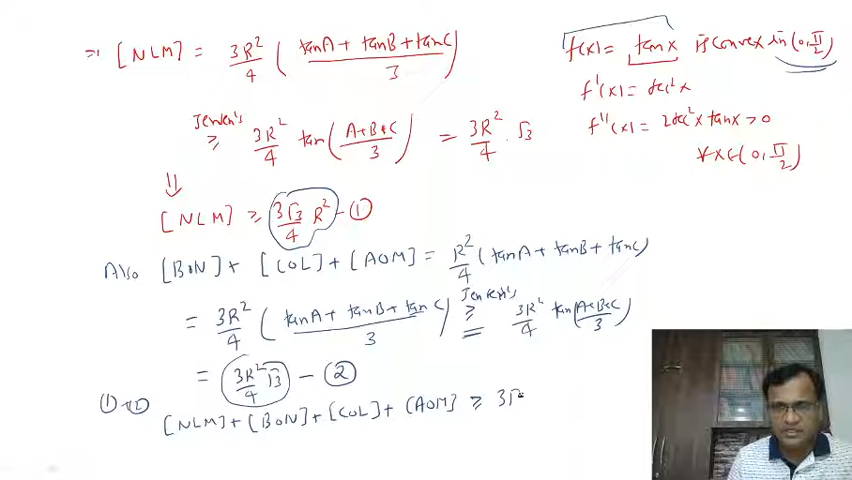 ⇒ [NLM] = 3R²/4 ( (tanA + tanB + tanC)/3 )
f(x) = tanx is convex in (0, π/2)
f'(x) = sec²x
f''(x) = 2sec²x tanx > 0
∀ x ∈ (0, π/2)
Jensen's
≥ 3R²/4 tan( (A+B+C)/3 ) = 3R²/4 · √3
⇓
[NLM] ≥ 3√3/4 R² - ①
Also [BON] + [COL] + [AOM] = R²/4 (tanA + tanB + tanC)
= 3R²/4 ( (tanA + tanB + tanC)/3 ) Jensen's ≥ 3R²/4 tan( (A+B+C)/3 )
= 3R²/4 √3 - ②
①+② [NLM] + [BON] + [COL] + [AOM] ≥ 3√